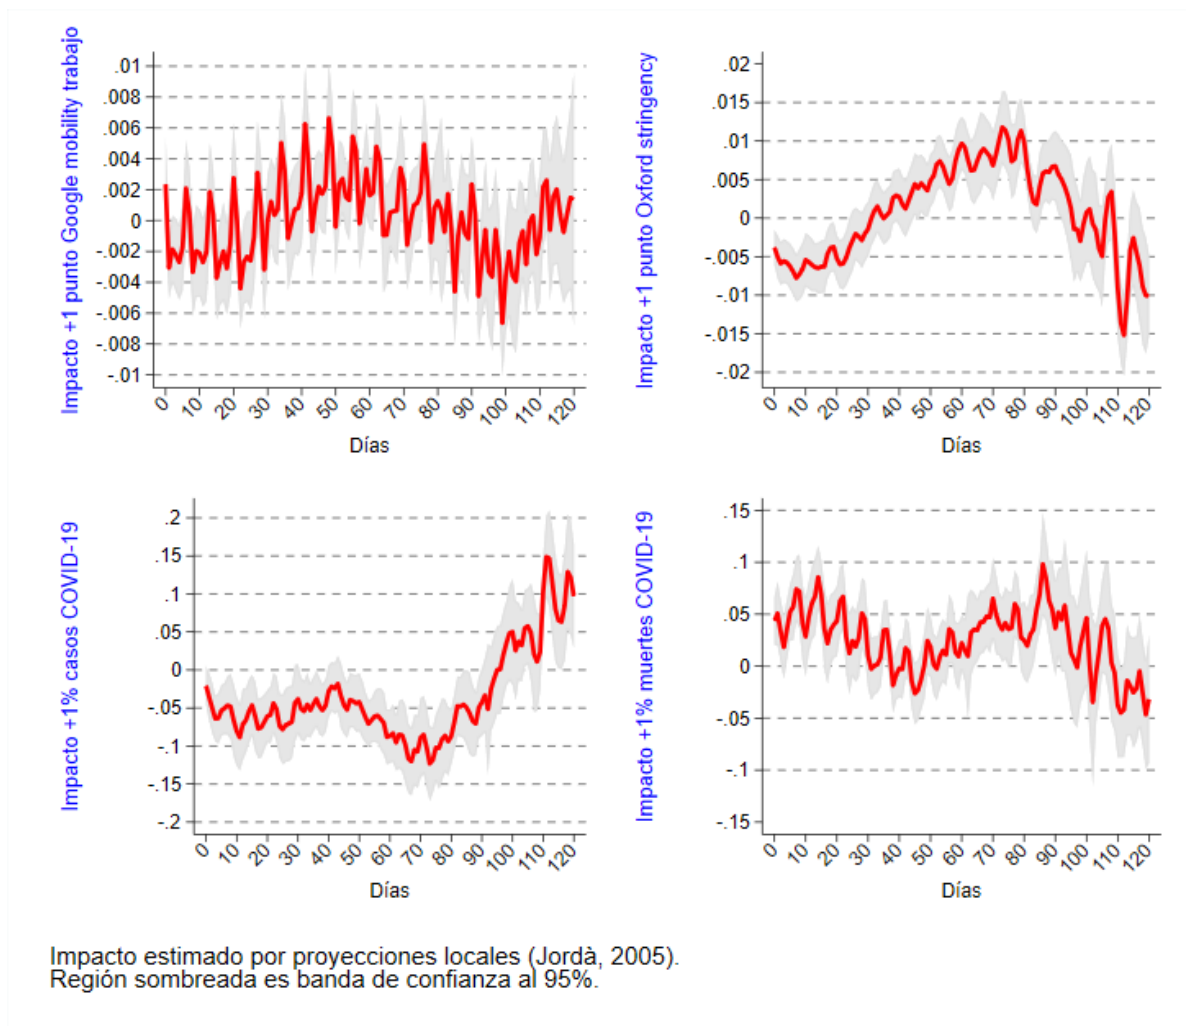 Impacto +1 punto Google mobility trabajo
.01
.008
.006
.004
.002
0
-.002
-.004
-.006
-.008
-.01
0 10 20 30 40 50 60 70 80 90 100 110 120
Días
Impacto +1 punto Oxford stringency
.02
.015
.01
.005
0
-.005
-.01
-.015
-.02
0 10 20 30 40 50 60 70 80 90 100 110 120
Días
Impacto +1% casos COVID-19
.2
.15
.1
.05
0
-.05
-.1
-.15
-.2
0 10 20 30 40 50 60 70 80 90 100 110 120
Días
Impacto +1% muertes COVID-19
.15
.1
.05
0
-.05
-.1
-.15
0 10 20 30 40 50 60 70 80 90 100 110 120
Días
Impacto estimado por proyecciones locales (Jordà, 2005).
Región sombreada es banda de confianza al 95%.